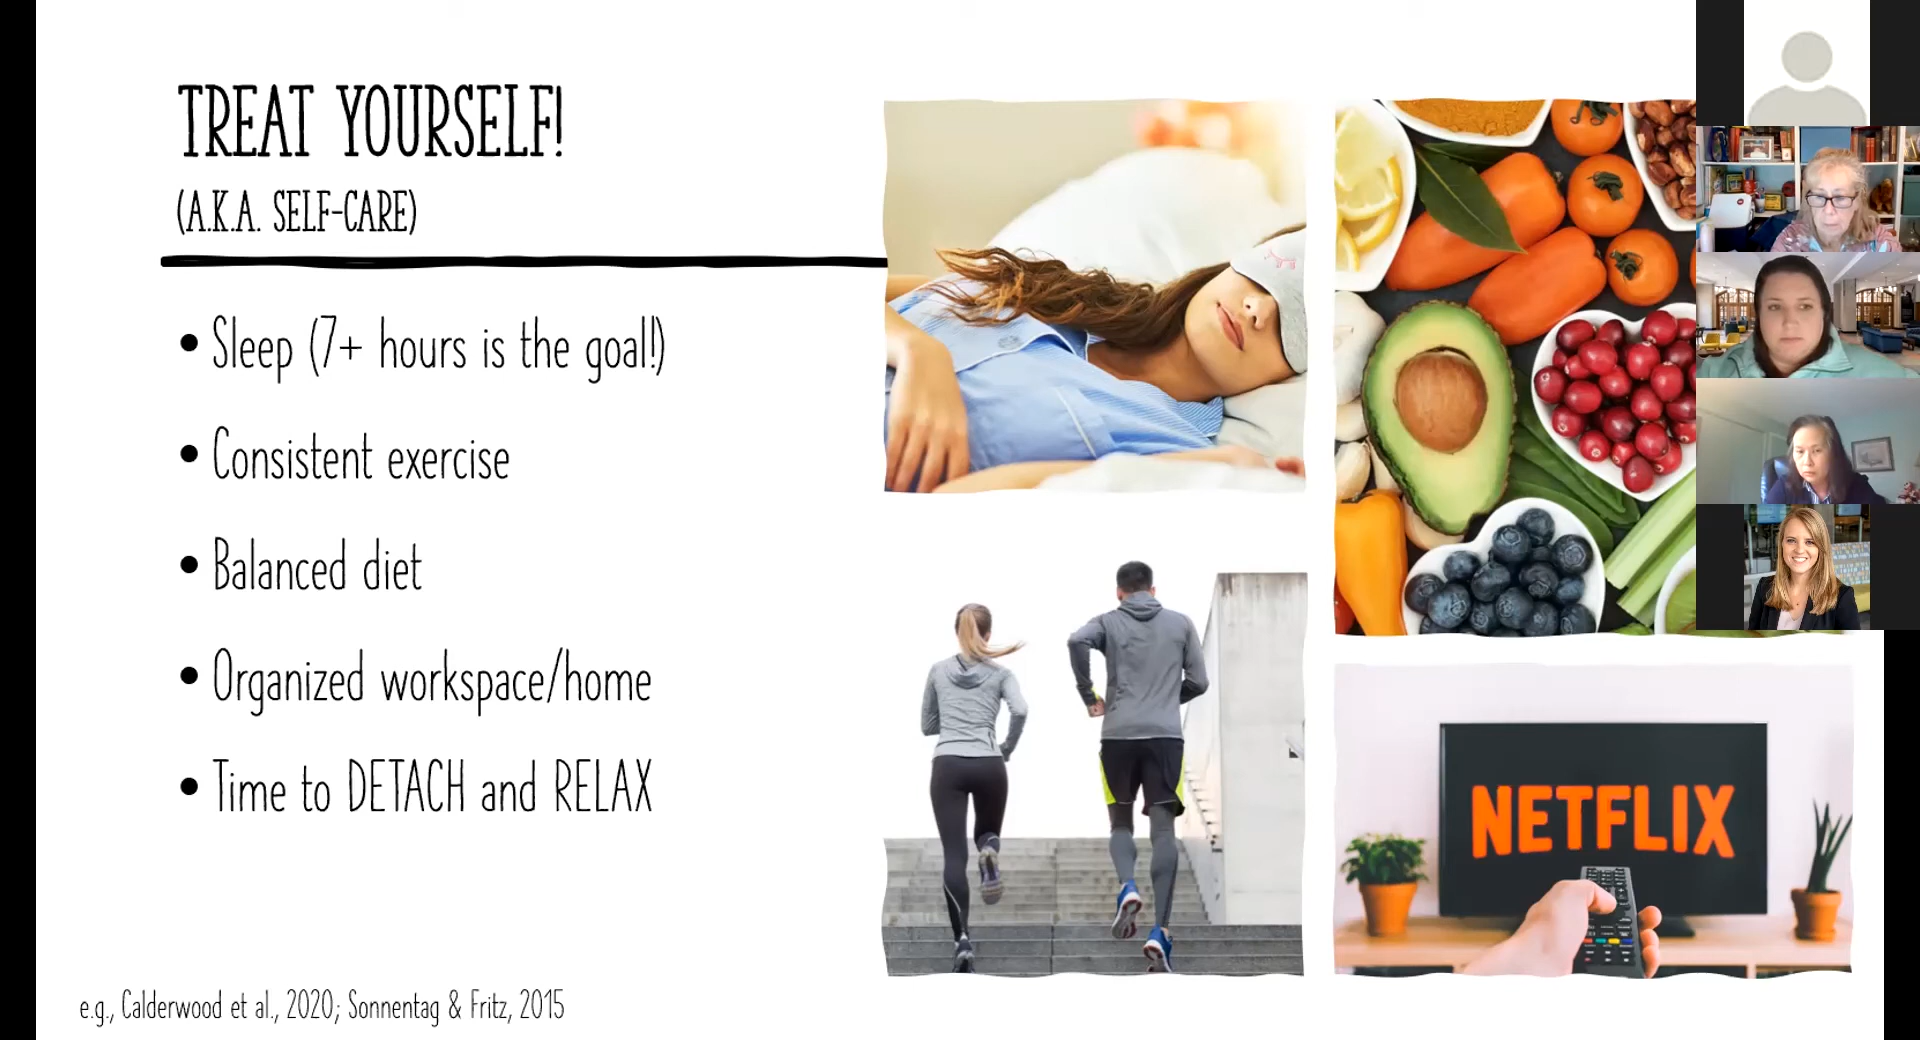 TREAT YOURSELF!
(A.K.A. SELF-CARE)
• Sleep (7+ hours is the goal!)
• Consistent exercise
• Balanced diet
• Organized workspace/home
• Time to DETACH and RELAX
NETFLIX
e.g., Calderwood et al., 2020; Sonnentag & Fritz, 2015